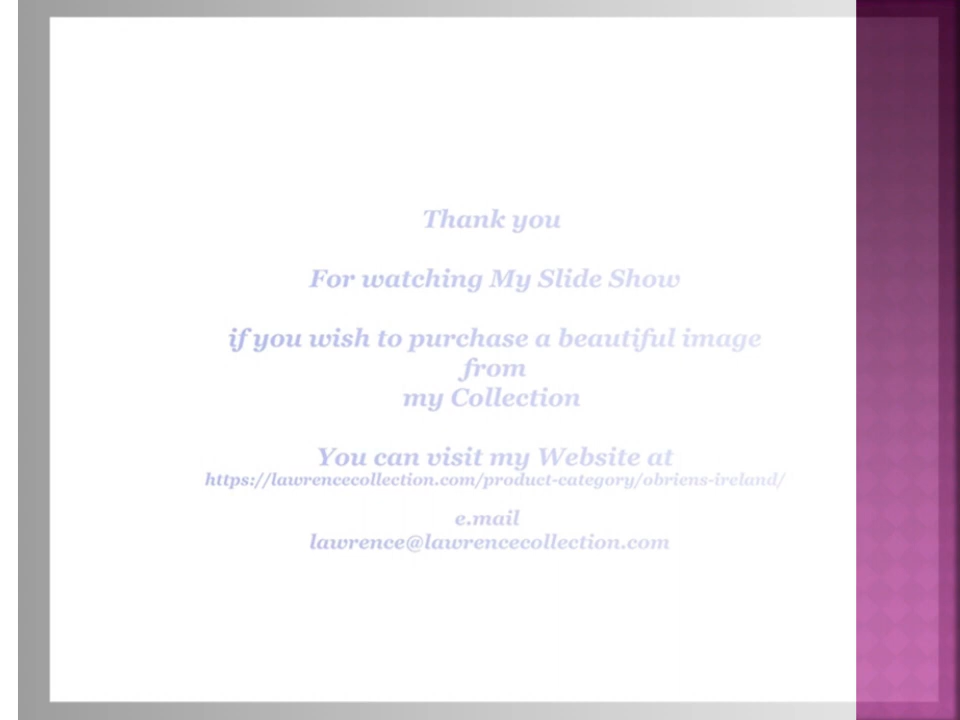 Thank you
For watching My Slide Show
if you wish to purchase a beautiful image
from
my Collection
You can visit my Website at
https://lawrencecollection.com/product-category/obriens-ireland/
e.mail
lawrence@lawrencecollection.com